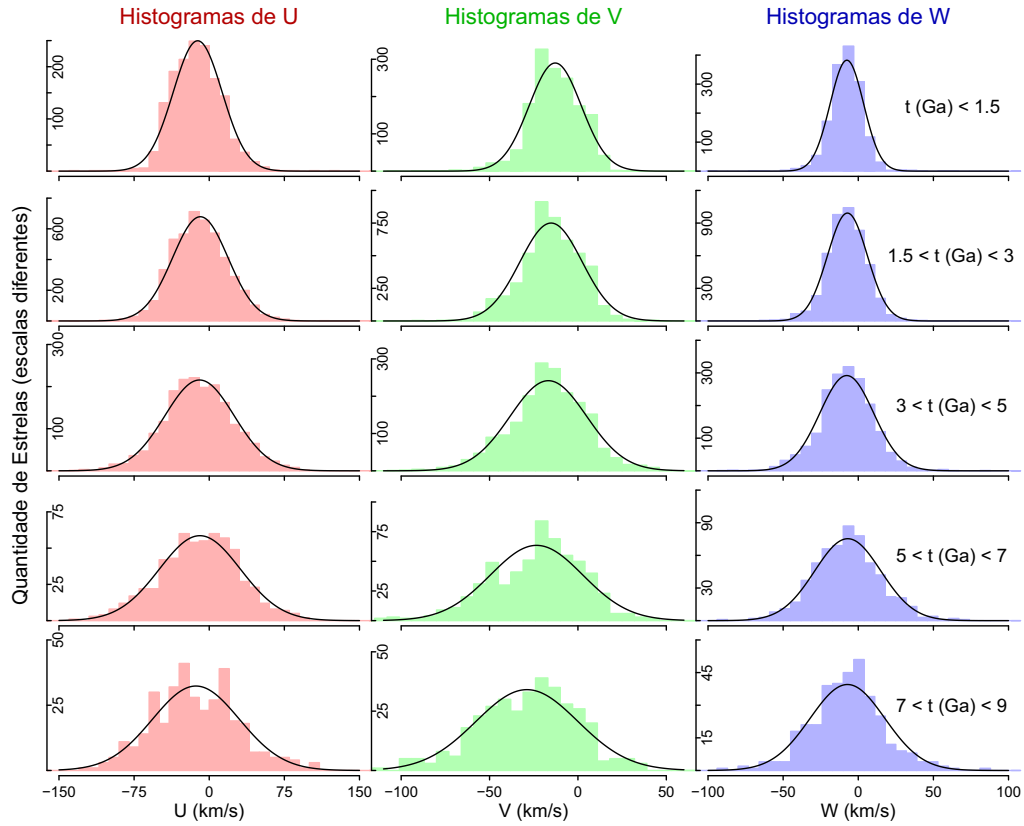 Histogramas de U
Histogramas de V
Histogramas de W
Quantidade de Estrelas (escalas diferentes)
100 200
100 300
100 300
t (Ga) < 1.5
200 600
250 750
300 900
1.5 < t (Ga) < 3
100 300
100 300
100 300
3 < t (Ga) < 5
25 75
25 75
30 90
5 < t (Ga) < 7
25 50
25 50
15 45
7 < t (Ga) < 9
−150 −75 0 75 150
−100 −50 0 50
−100 −50 0 50 100
U (km/s)
V (km/s)
W (km/s)